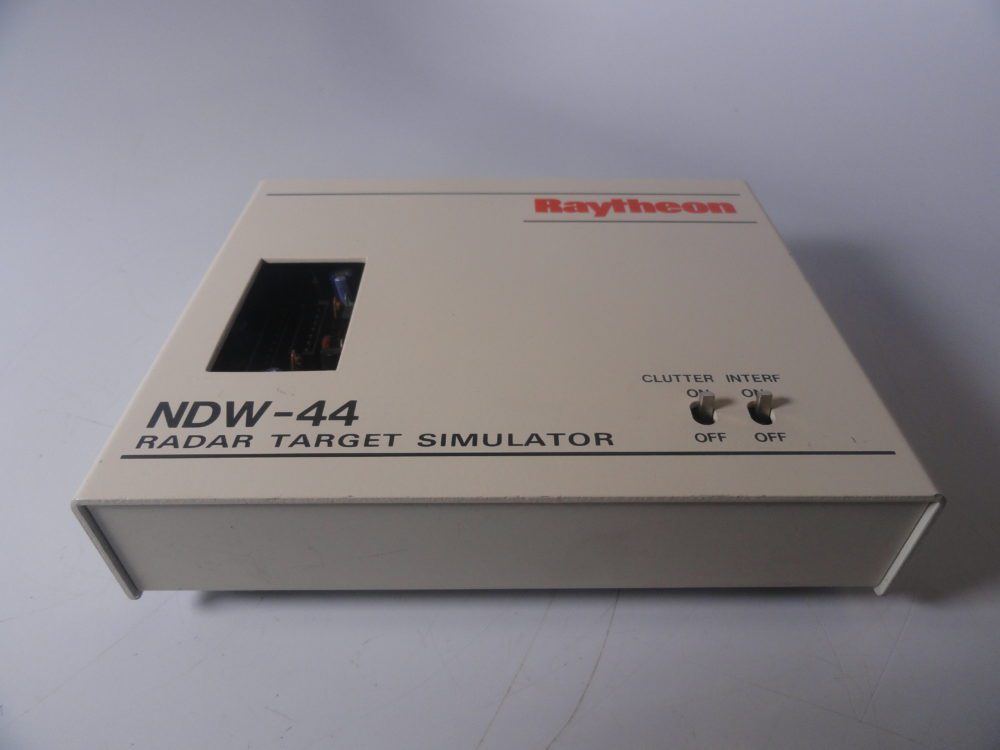 Raytheon
NDW-44
RADAR TARGET SIMULATOR
CLUTTER INTERF
ON ON
OFF OFF